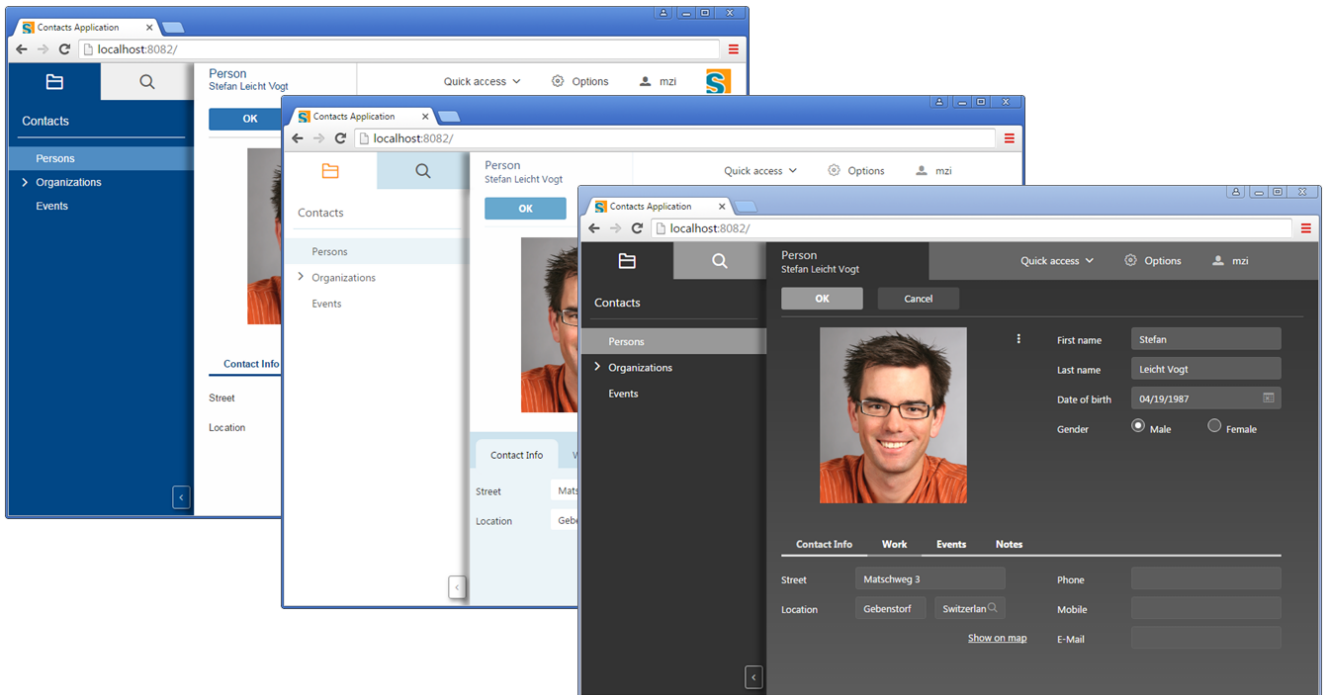 Contacts Application
localhost:8082/
Person
Stefan Leicht Vogt
Quick access
Options
mzi
OK
Contacts
Persons
Organizations
Events
Contact Info
Street
Location
Contacts Application
localhost:8082/
Person
Stefan Leicht Vogt
Quick access
Options
mzi
OK
Contacts
Persons
Organizations
Events
Contact Info
Street
Location
Contacts Application
localhost:8082/
Person
Stefan Leicht Vogt
Quick access
Options
mzi
OK
Cancel
Contacts
Persons
Organizations
Events
First name
Stefan
Last name
Leicht Vogt
Date of birth
04/19/1987
Gender
Male
Female
Contact Info
Work
Events
Notes
Street
Matschweg 3
Phone
Location
Gebenstorf
Switzerlan
Mobile
Show on map
E-Mail